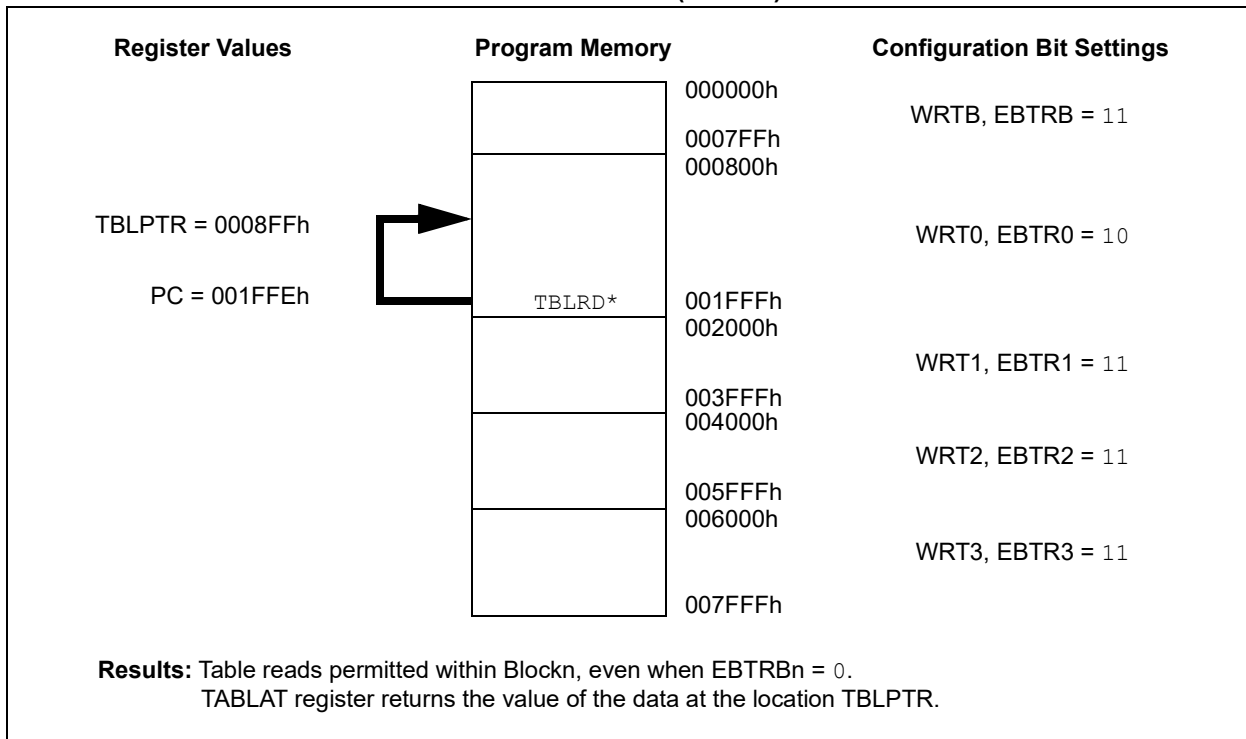 Register Values Program Memory Configuration Bit Settings
000000h
WRTB, EBTRB = 11
0007FFh
000800h
TBLPTR = 0008FFh
WRT0, EBTR0 = 10
PC = 001FFEh
TBLRD*
001FFFh
002000h
WRT1, EBTR1 = 11
003FFFh
004000h
WRT2, EBTR2 = 11
005FFFh
006000h
WRT3, EBTR3 = 11
007FFFh
Results: Table reads permitted within Blockn, even when EBTRBn = 0.
TABLAT register returns the value of the data at the location TBLPTR.